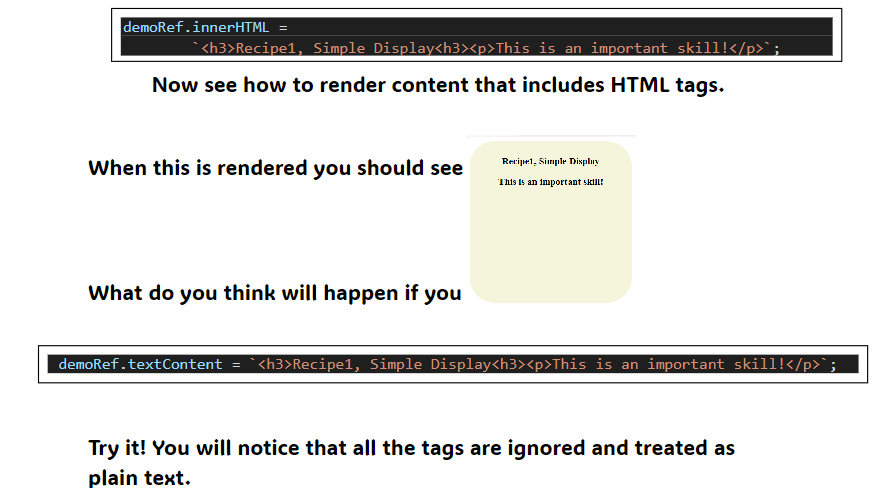 demoRef.innerHTML =
`<h3>Recipe1, Simple Display<h3><p>This is an important skill!</p>`;
Now see how to render content that includes HTML tags.
When this is rendered you should see
Recipe1, Simple Display
This is an important skill!
What do you think will happen if you
demoRef.textContent = `<h3>Recipe1, Simple Display<h3><p>This is an important skill!</p>`;
Try it! You will notice that all the tags are ignored and treated as
plain text.